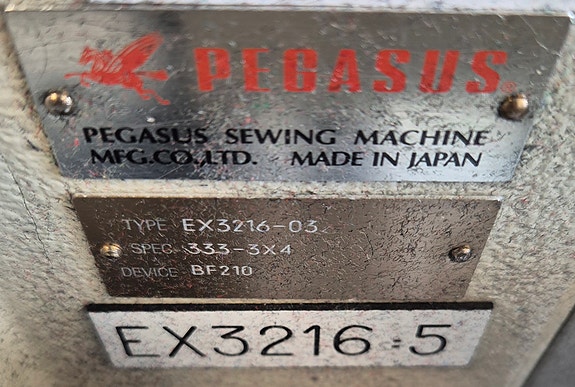 PEGASUS
PEGASUS SEWING MACHINE
MFG.CO.,LTD. MADE IN JAPAN
TYPE EX3216-03
SPEC 333-3X4
DEVICE BF210
EX3216:5